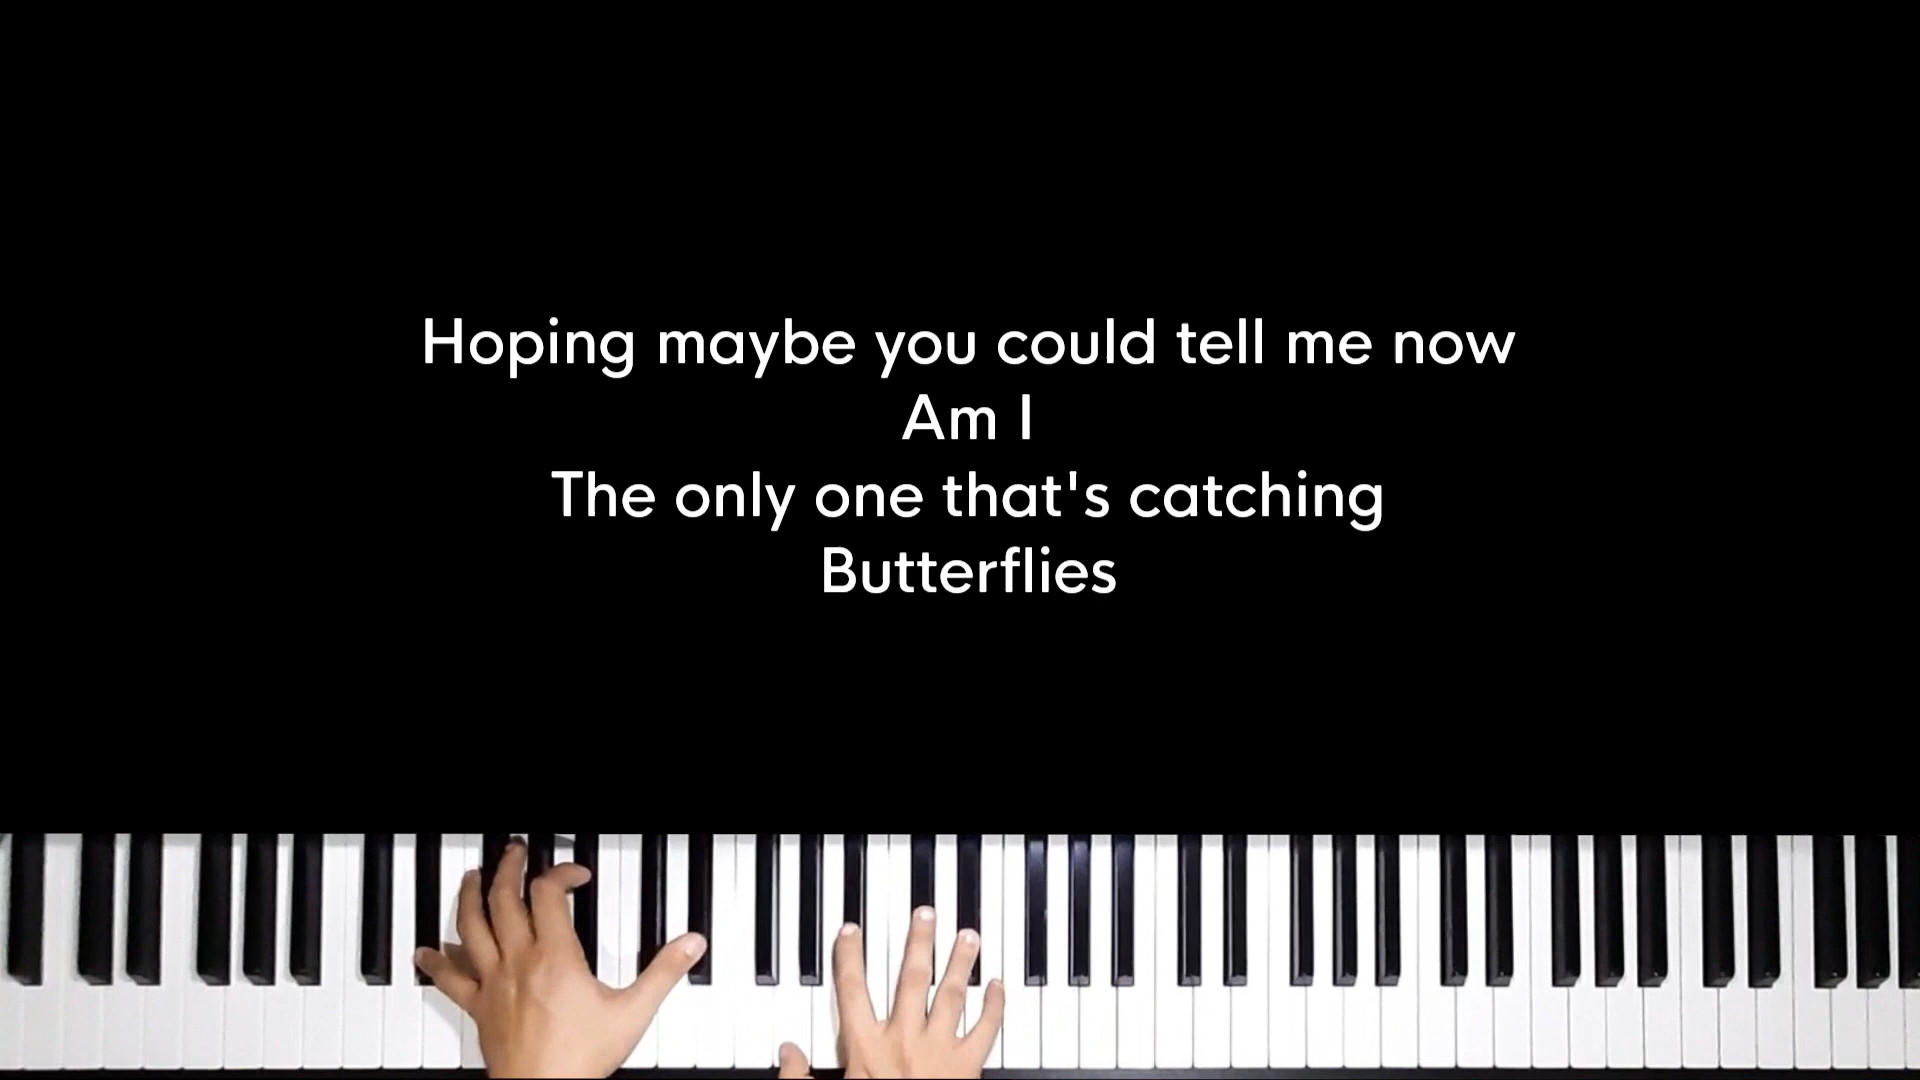 Hoping maybe you could tell me now
Am I
The only one that's catching
Butterflies